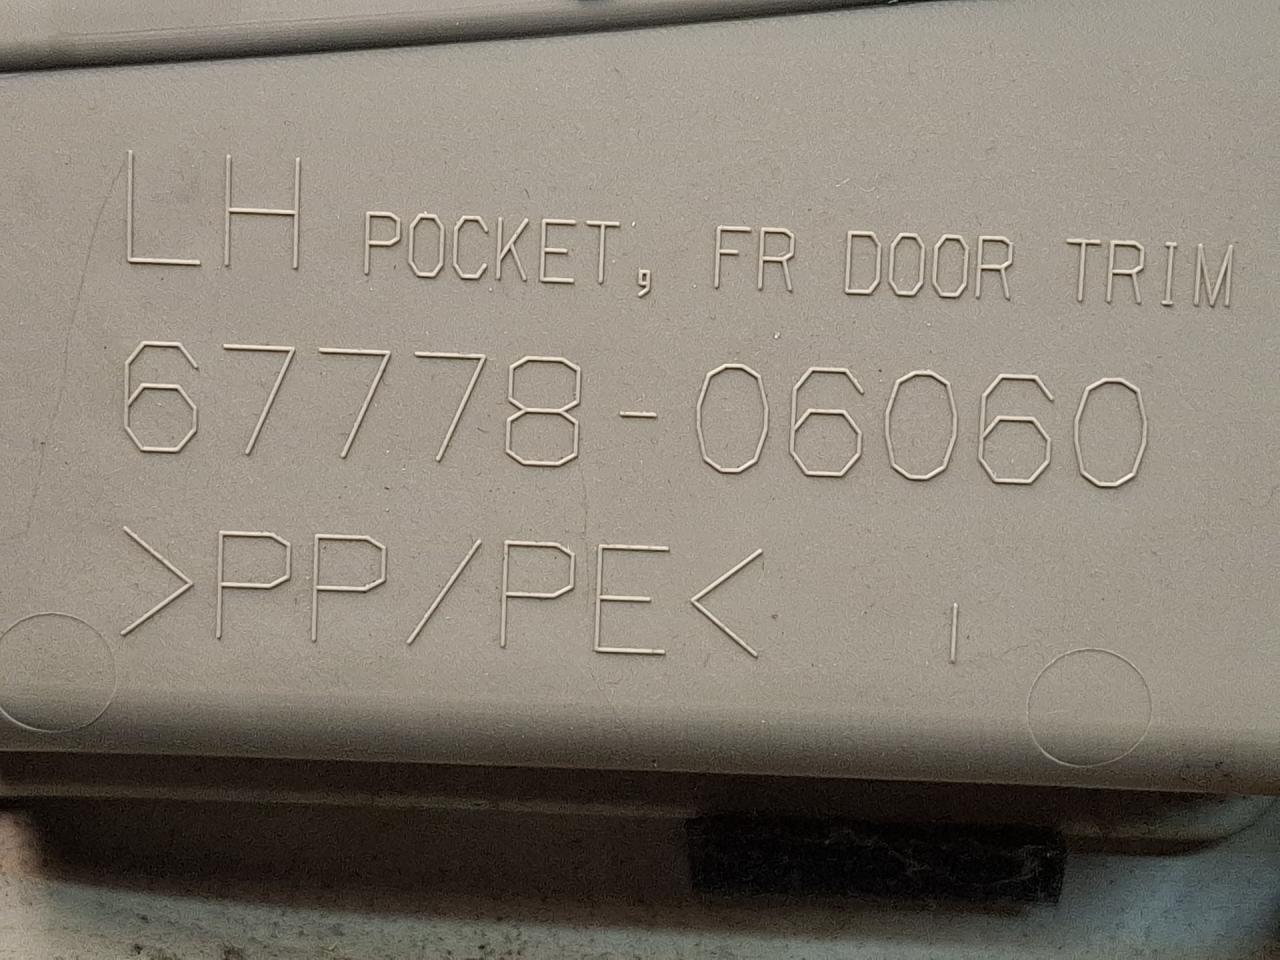 LH POCKET, FR DOOR TRIM
67778-06060
>PP/PE< I